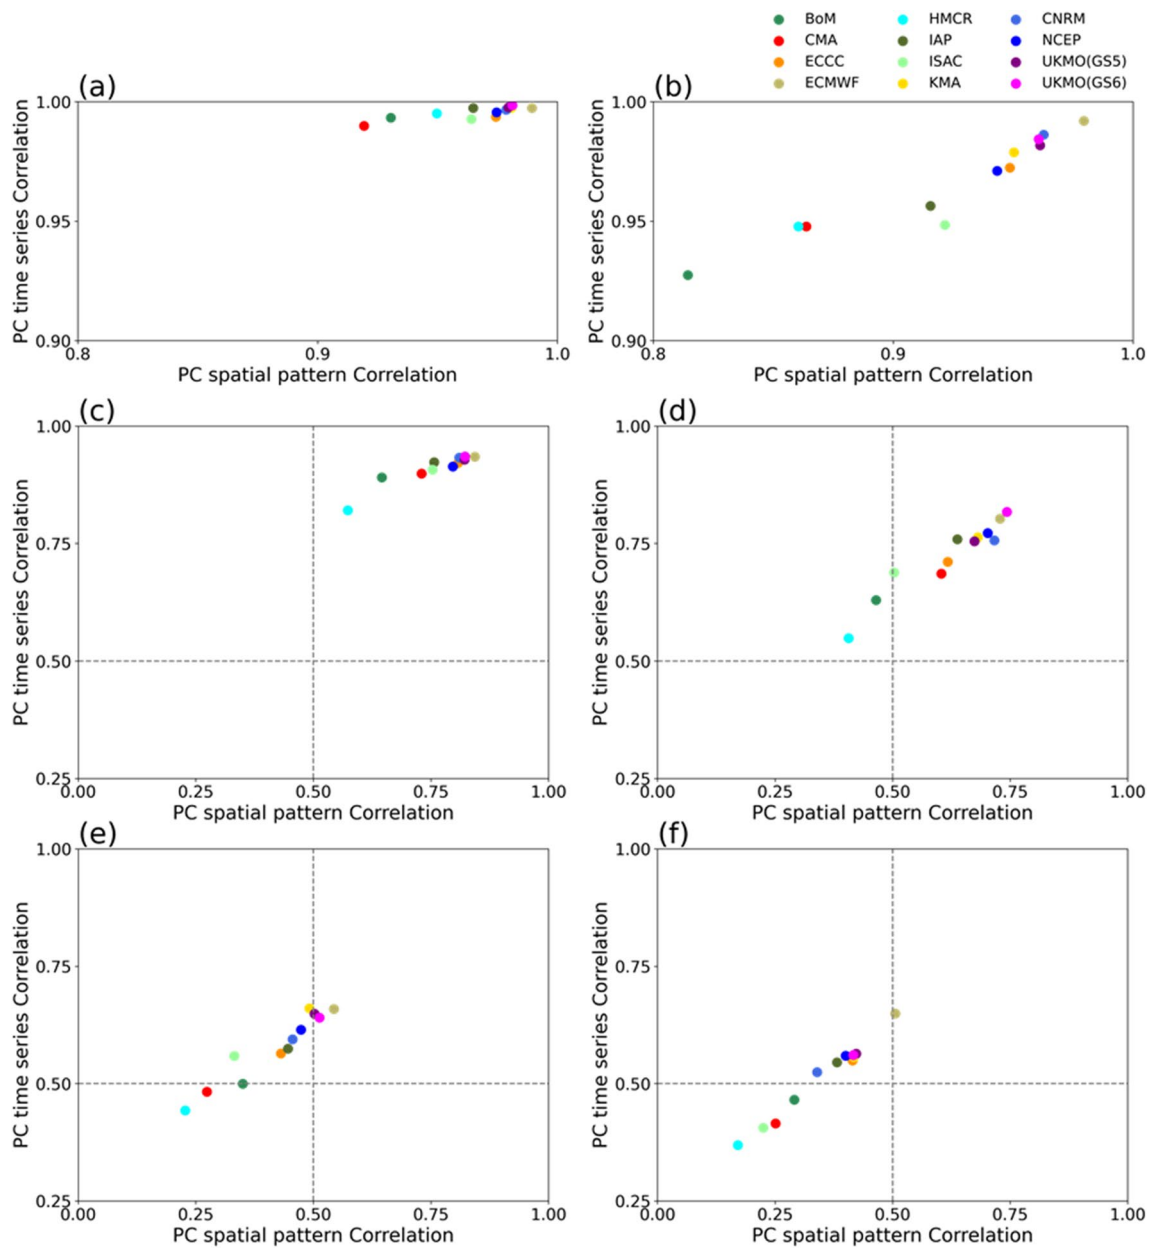 BoM HMCR CNRM
CMA IAP NCEP
ECCC ISAC UKMO(GS5)
ECMWF KMA UKMO(GS6)
(a) (b)
1.00 1.00
0.95 0.95
0.90 0.90
0.8 0.9 1.0 0.8 0.9 1.0
PC time series Correlation PC time series Correlation
PC spatial pattern Correlation PC spatial pattern Correlation
(c) (d)
1.00 1.00
0.75 0.75
0.50 0.50
0.25 0.25
0.00 0.25 0.50 0.75 1.00 0.00 0.25 0.50 0.75 1.00
PC time series Correlation PC time series Correlation
PC spatial pattern Correlation PC spatial pattern Correlation
(e) (f)
1.00 1.00
0.75 0.75
0.50 0.50
0.25 0.25
0.00 0.25 0.50 0.75 1.00 0.00 0.25 0.50 0.75 1.00
PC time series Correlation PC time series Correlation
PC spatial pattern Correlation PC spatial pattern Correlation